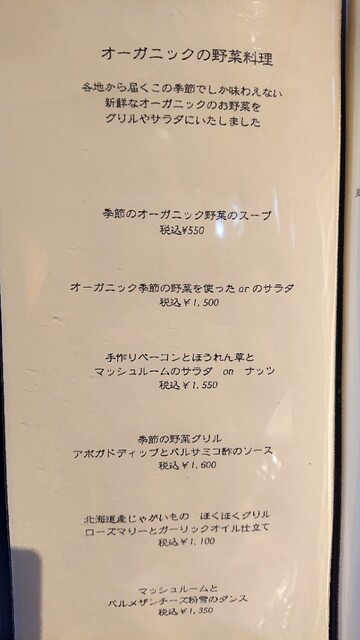 オーガニックの野菜料理
各地から届くこの季節でしか味わえない
新鮮なオーガニックのお野菜を
グリルやサラダにいたしました
季節のオーガニック野菜のスープ
税込¥550
オーガニック季節の野菜を使った ar のサラダ
税込¥1,500
手作りベーコンとほうれん草と
マッシュルームのサラダ on ナッツ
税込¥1,550
季節の野菜グリル
アボガドディップとバルサミコ酢のソース
税込¥1,600
北海道産じゃがいもの ほくほくグリル
ローズマリーとガーリックオイル仕立て
税込¥1,100
マッシュルームと
パルメザンチーズ粉雪のダンス
税込¥1,350